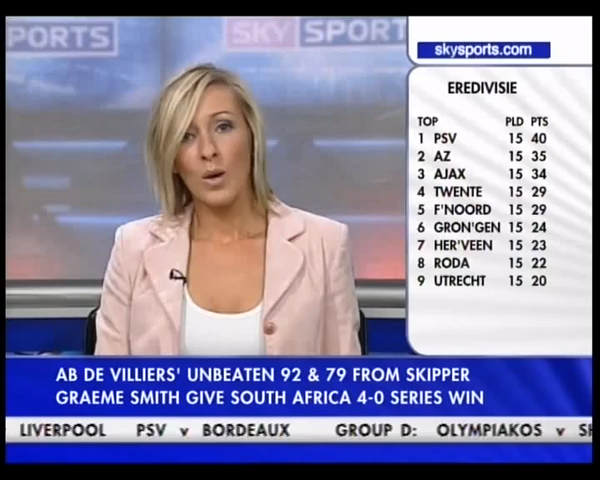 SPORTS
SKY SPORTS
skysports.com
EREDIVISIE
TOP PLD PTS
1 PSV 15 40
2 AZ 15 35
3 AJAX 15 34
4 TWENTE 15 29
5 F'NOORD 15 29
6 GRON'GEN 15 24
7 HER'VEEN 15 23
8 RODA 15 22
9 UTRECHT 15 20
AB DE VILLIERS' UNBEATEN 92 & 79 FROM SKIPPER
GRAEME SMITH GIVE SOUTH AFRICA 4-0 SERIES WIN
LIVERPOOL PSV v BORDEAUX GROUP D: OLYMPIAKOS v